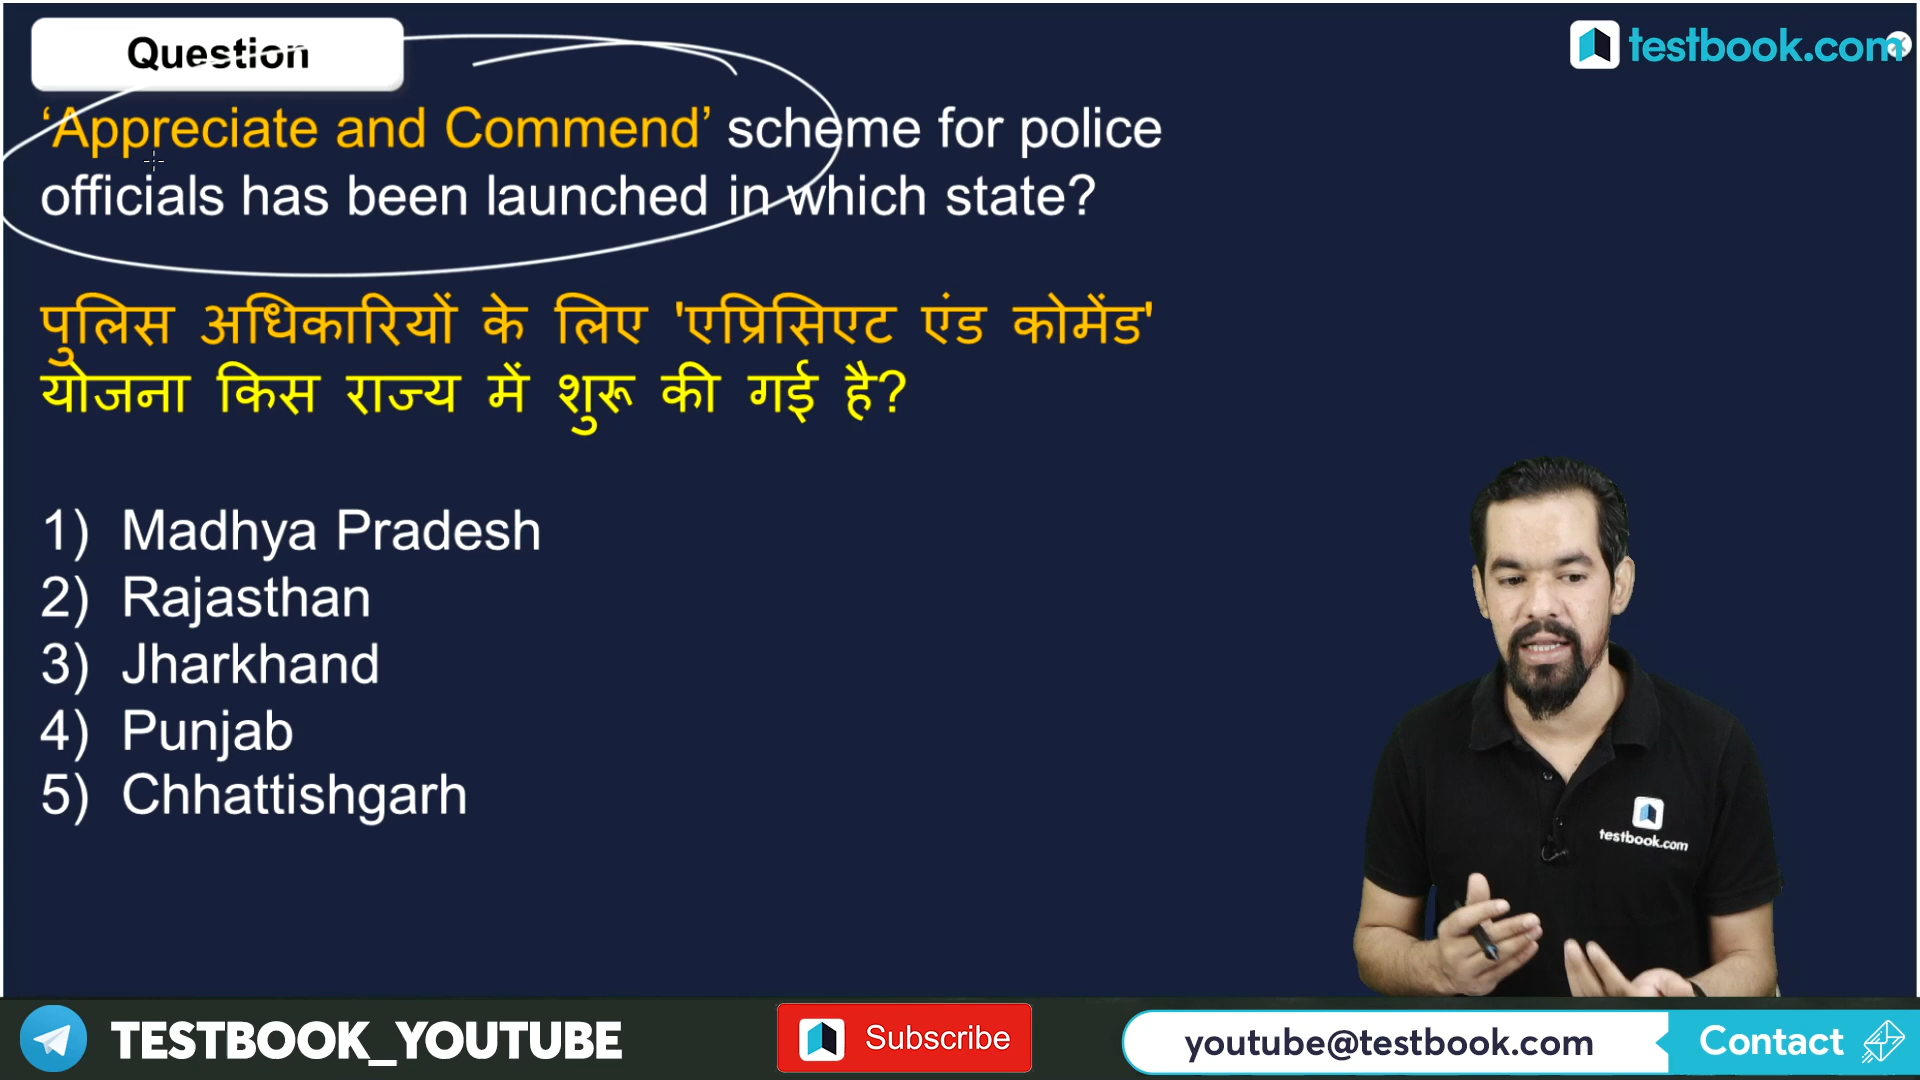 Question
testbook.com
‘Appreciate and Commend’ scheme for police
officials has been launched in which state?
पुलिस अधिकारियों के लिए 'एप्रिसिएट एंड कोमेंड'
योजना किस राज्य में शुरू की गई है?
1) Madhya Pradesh
2) Rajasthan
3) Jharkhand
4) Punjab
5) Chhattishgarh
testbook.com
TESTBOOK_YOUTUBE
Subscribe
youtube@testbook.com
Contact